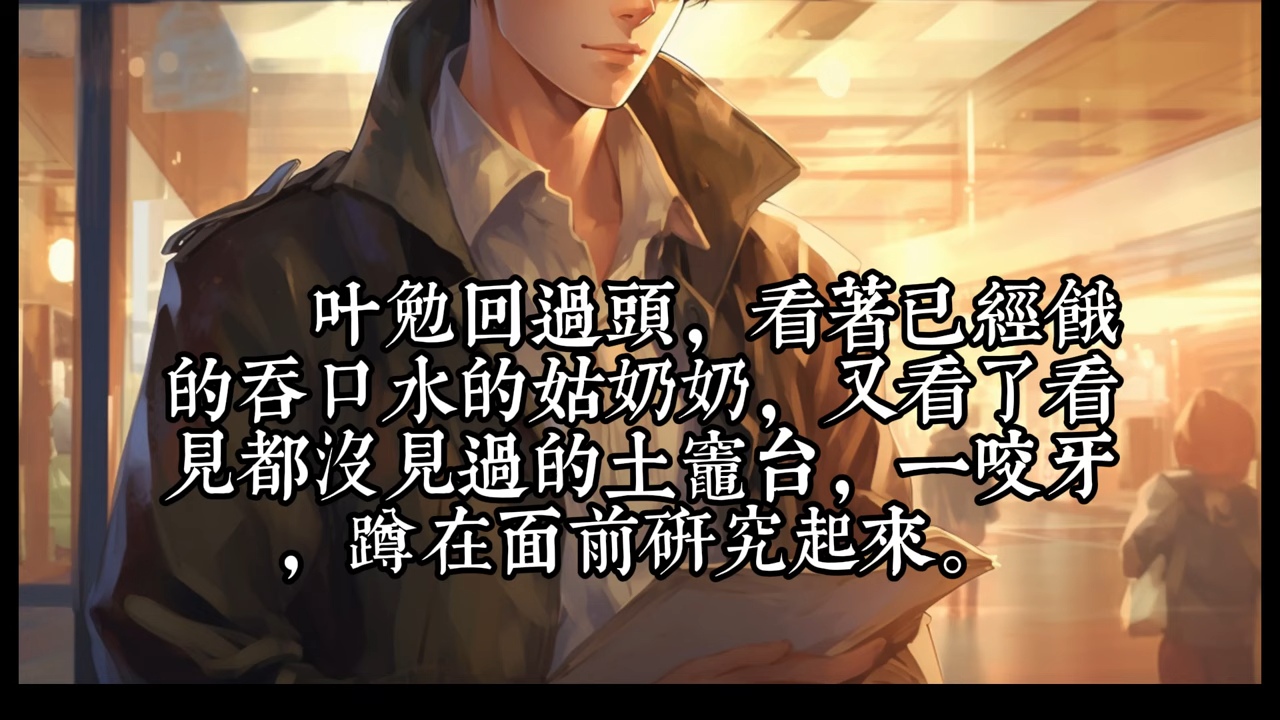 叶勉回過頭，看著已經餓
的吞口水的姑奶奶，又看了看
見都沒見過的土竈台，一咬牙
，蹲在面前研究起來。